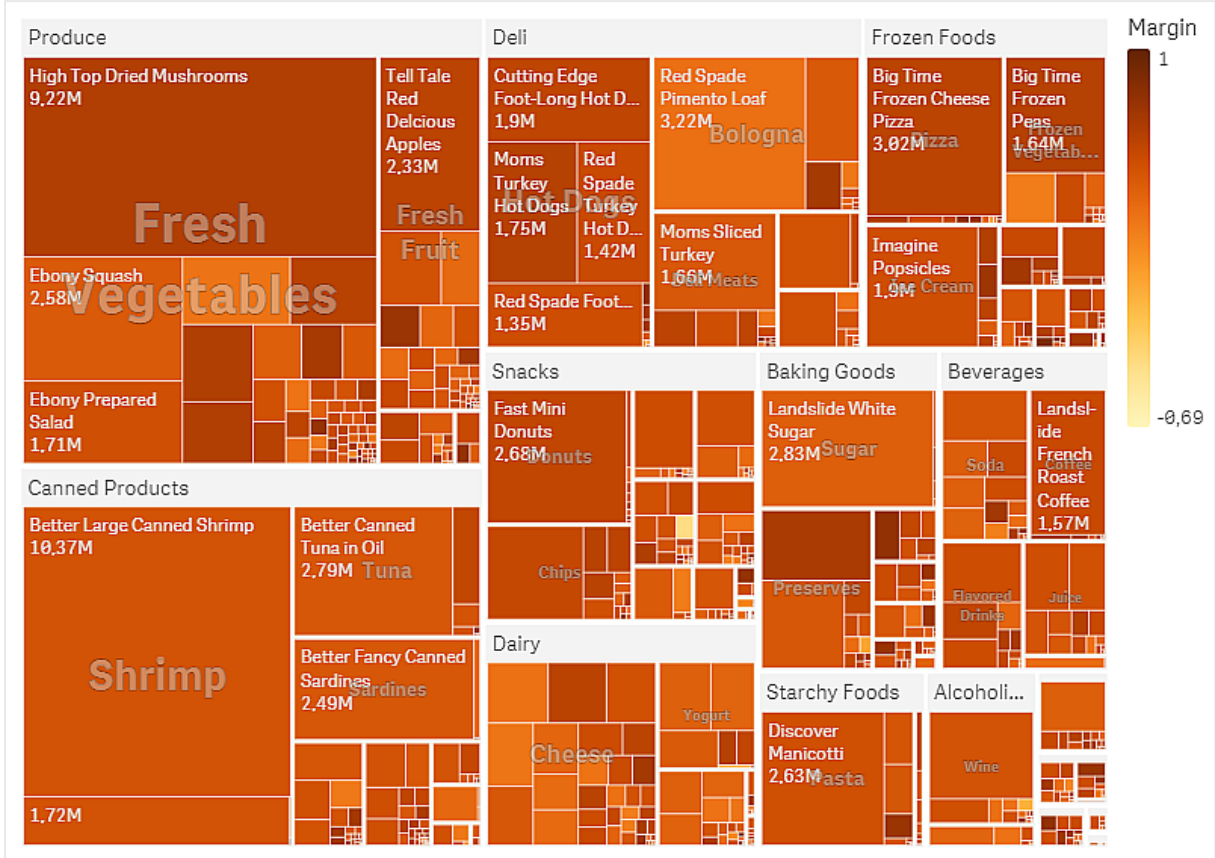 Produce
High Top Dried Mushrooms
9,22M
Fresh
Vegetables
Ebony Squash
2,58M
Ebony Prepared
Salad
1,71M
Tell Tale
Red
Delcious
Apples
2,33M
Fresh
Fruit
Canned Products
Better Large Canned Shrimp
10,37M
Shrimp
1,72M
Better Canned
Tuna in Oil
2,79M
Tuna
Better Fancy Canned
Sardines
2,49M
Sardines
Deli
Cutting Edge
Foot-Long Hot D...
1,9M
Moms
Turkey
Hot Dogs
1,75M
Red
Spade
Turkey
Hot D...
1,42M
Hot Dogs
Red Spade Foot...
1,35M
Red Spade
Pimento Loaf
3,22M
Bologna
Moms Sliced
Turkey
1,66M
Deli Meats
Frozen Foods
Big Time
Frozen Cheese
Pizza
3,02M
Pizza
Big Time
Frozen
Peas
1,64M
Frozen
Vegetab...
Imagine
Popsicles
1,9M
Ice Cream
Snacks
Fast Mini
Donuts
2,68M
Donuts
Chips
Dairy
Cheese
Yogurt
Baking Goods
Landslide White
Sugar
2,83M
Sugar
Preserves
Beverages
Soda
Landsl-
ide
French
Roast
Coffee
1,57M
Coffee
Flavored
Drinks
Juice
Starchy Foods
Discover
Manicotti
2,63M
Pasta
Alcoholi...
Wine
Margin
1
-0,69